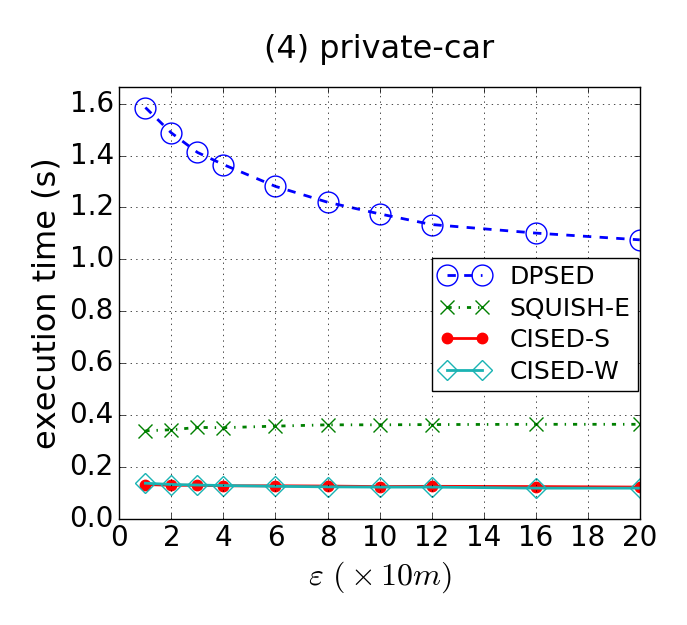 (4) private-car
execution time (s)
1.6
1.4
1.2
1.0
0.8
0.6
0.4
0.2
0.0
DPSED
SQUISH-E
CISED-S
CISED-W
0 2 4 6 8 10 12 14 16 18 20
ε (×10m)